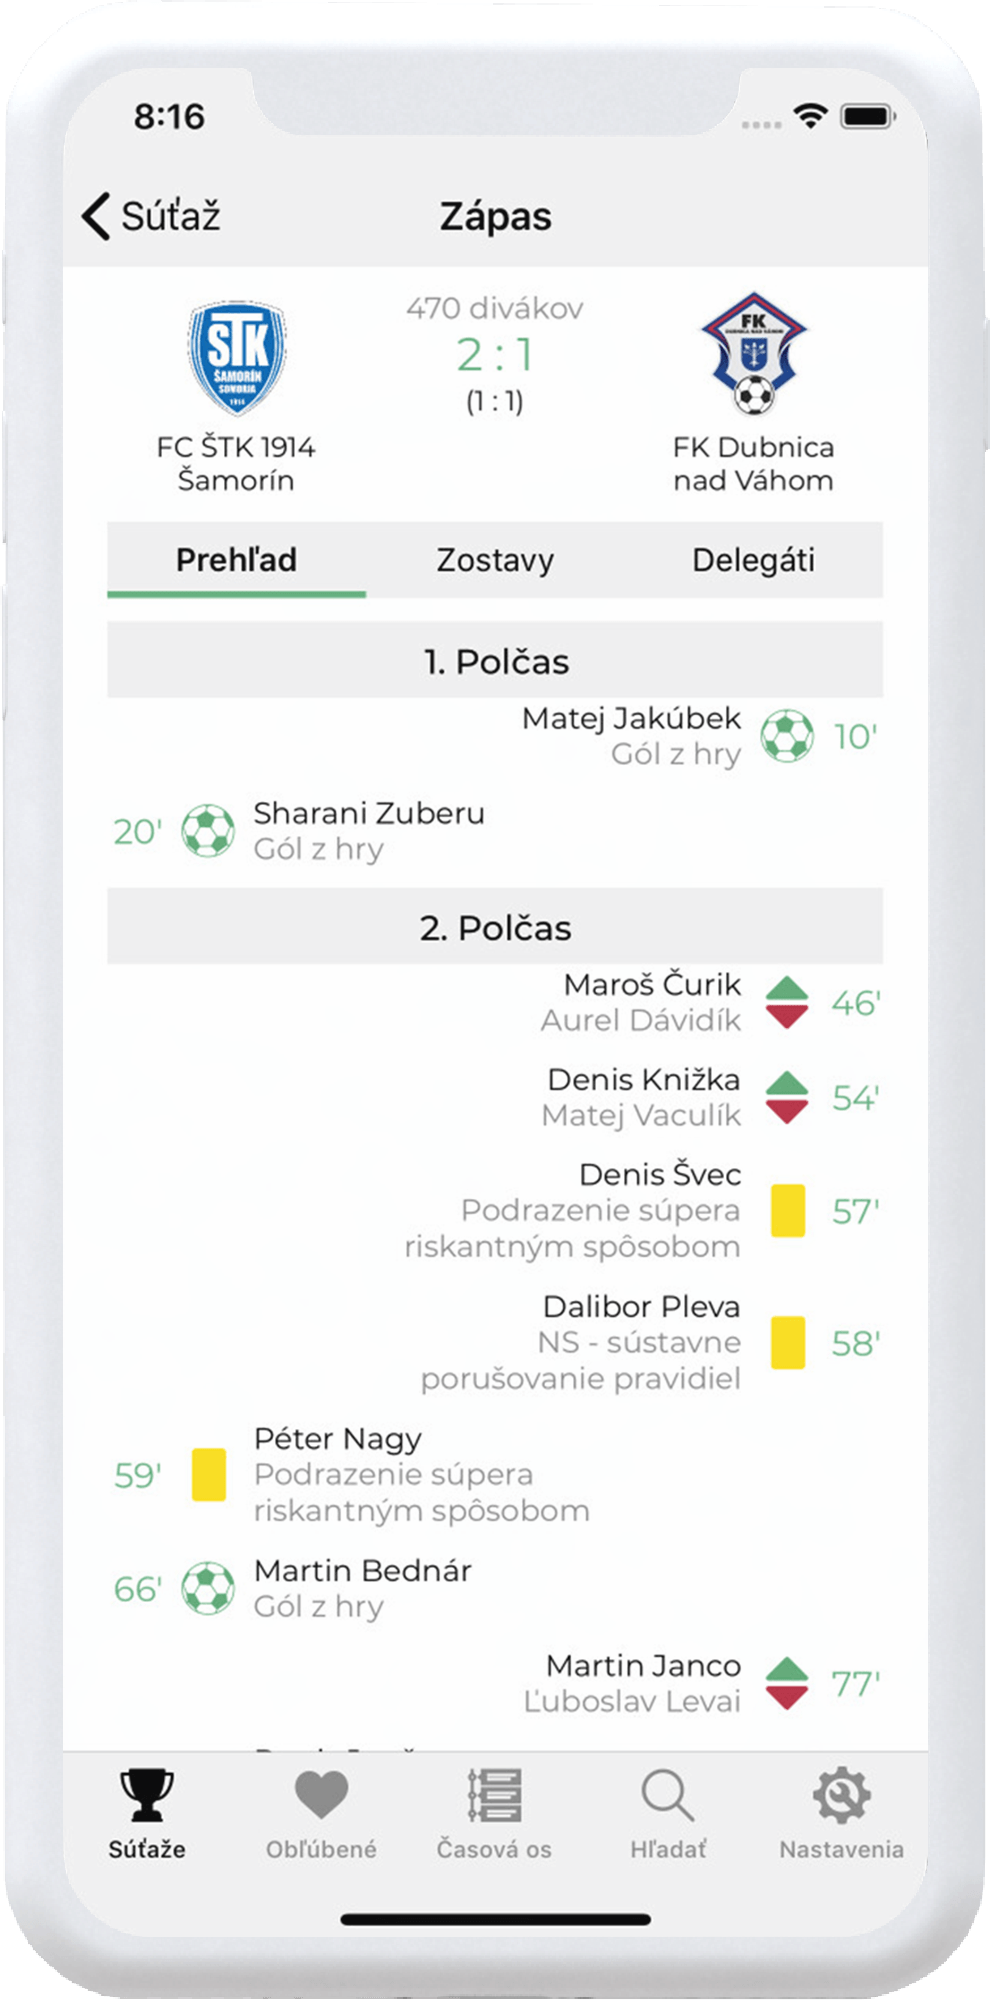 8:16
Súťaž
Zápas
470 divákov
2 : 1
(1 : 1)
ŠTK
ŠAMORÍN
SOMORJA
1914
FK
DUBNICA NAD VÁHOM
FC ŠTK 1914
Šamorín
FK Dubnica
nad Váhom
Prehľad
Zostavy
Delegáti
1. Polčas
Matej Jakúbek
Gól z hry
10'
20'
Sharani Zuberu
Gól z hry
2. Polčas
Maroš Čurik
Aurel Dávidík
46'
Denis Knižka
Matej Vaculík
54'
Denis Švec
Podrazenie súpera
riskantným spôsobom
57'
Dalibor Pleva
NS - sústavne
porušovanie pravidiel
58'
59'
Péter Nagy
Podrazenie súpera
riskantným spôsobom
66'
Martin Bednár
Gól z hry
Martin Janco
Ľuboslav Levai
77'
Súťaže
Obľúbené
Časová os
Hľadať
Nastavenia